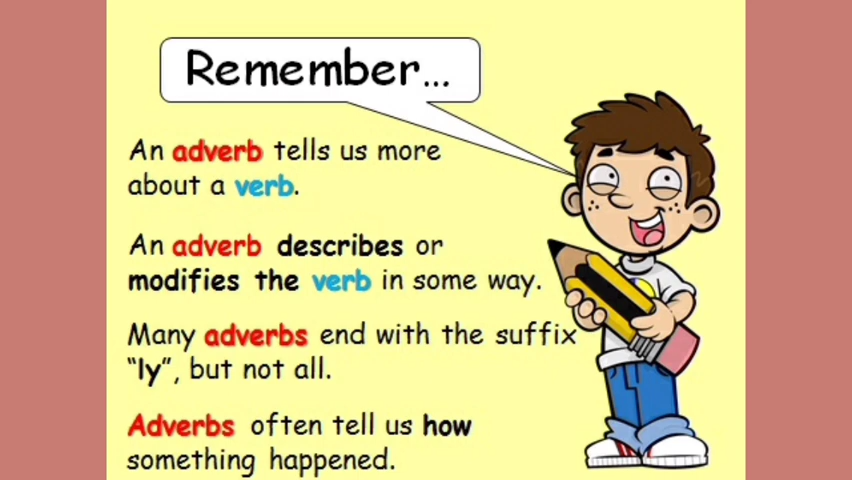 Remember...
An adverb tells us more
about a verb.
An adverb describes or
modifies the verb in some way.
Many adverbs end with the suffix
“ly”, but not all.
Adverbs often tell us how
something happened.